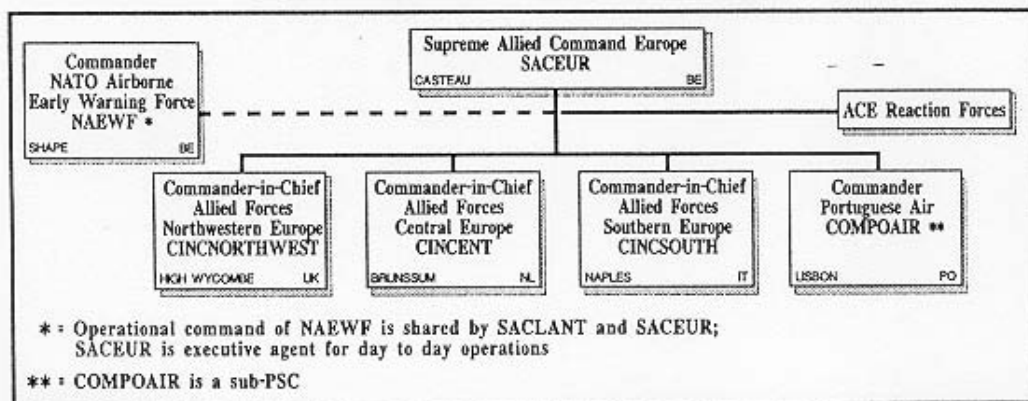 Supreme Allied Command Europe
SACEUR
CASTEAU BE
Commander
NATO Airborne
Early Warning Force
NAEWF *
SHAPE BE
ACE Reaction Forces
Commander-in-Chief
Allied Forces
Northwestern Europe
CINCNORTHWEST
HIGH WYCOMBE UK
Commander-in-Chief
Allied Forces
Central Europe
CINCENT
BRUNSSUM NL
Commander-in-Chief
Allied Forces
Southern Europe
CINCSOUTH
NAPLES IT
Commander
Portuguese Air
COMPOAIR **
LISBON PO
* = Operational command of NAEWF is shared by SACLANT and SACEUR;
SACEUR is executive agent for day to day operations
** = COMPOAIR is a sub-PSC